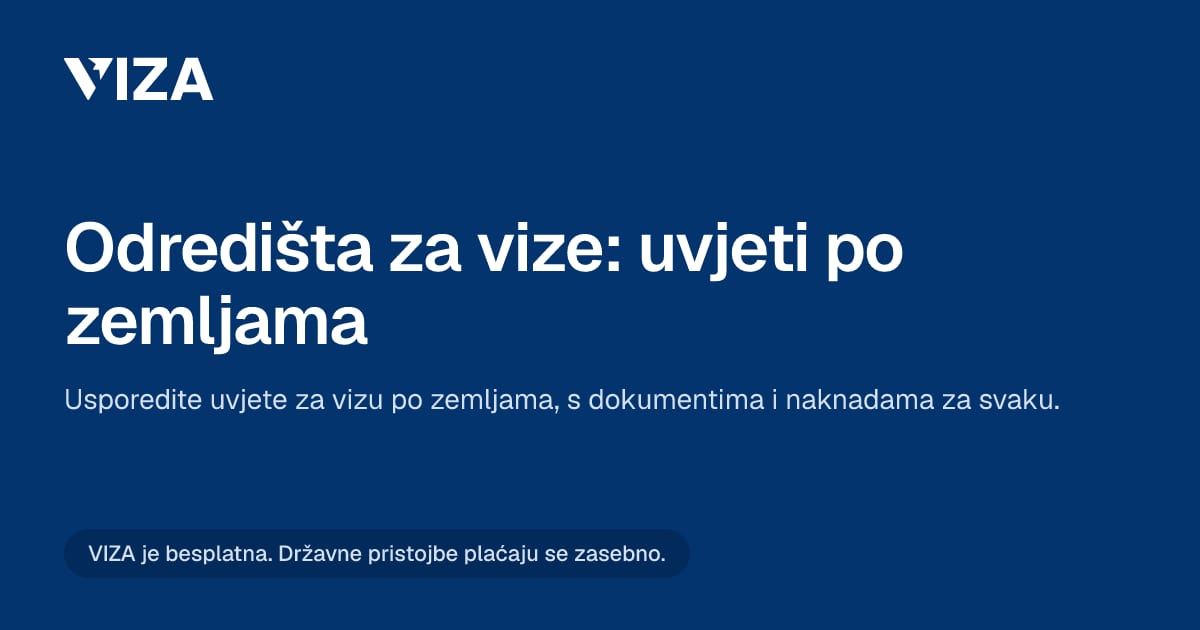 VIZA
Odredišta za vize: uvjeti po
zemljama
Usporedite uvjete za vizu po zemljama, s dokumentima i naknadama za svaku.
VIZA je besplatna. Državne pristojbe plaćaju se zasebno.